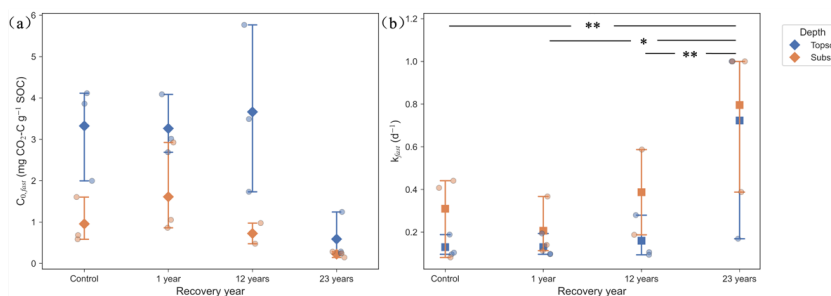 (a)
C0,fast (mg CO2-C g−1 SOC)
6
5
4
3
2
1
0
Control 1 year 12 years 23 years
Recovery year
(b)
kfast (d−1)
1.2
1.0
0.8
0.6
0.4
0.2
** 
*
**
Control 1 year 12 years 23 years
Recovery year
Depth
Topso
Subs